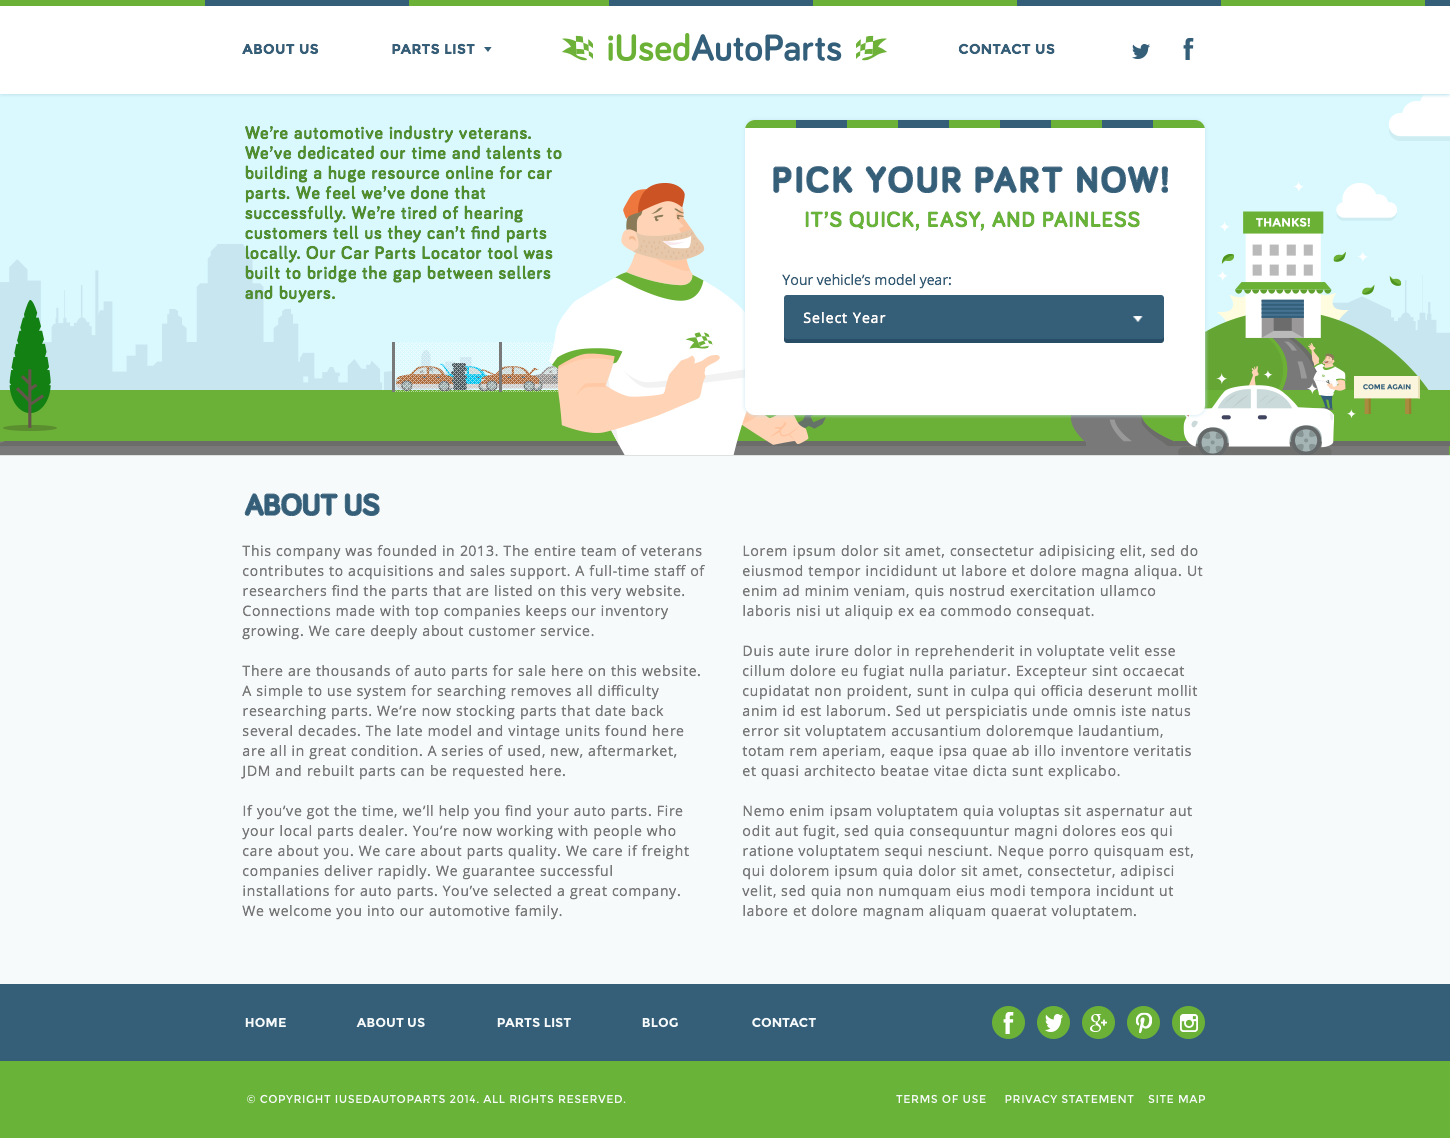 ABOUT US
PARTS LIST
iUsedAutoParts
CONTACT US
We’re automotive industry veterans.
We’ve dedicated our time and talents to
building a huge resource online for car
parts. We feel we’ve done that
successfully. We’re tired of hearing
customers tell us they can’t find parts
locally. Our Car Parts Locator tool was
built to bridge the gap between sellers
and buyers.
PICK YOUR PART NOW!
IT’S QUICK, EASY, AND PAINLESS
Your vehicle’s model year:
Select Year
THANKS!
COME AGAIN
ABOUT US
This company was founded in 2013. The entire team of veterans
contributes to acquisitions and sales support. A full-time staff of
researchers find the parts that are listed on this very website.
Connections made with top companies keeps our inventory
growing. We care deeply about customer service.
There are thousands of auto parts for sale here on this website.
A simple to use system for searching removes all difficulty
researching parts. We’re now stocking parts that date back
several decades. The late model and vintage units found here
are all in great condition. A series of used, new, aftermarket,
JDM and rebuilt parts can be requested here.
If you’ve got the time, we’ll help you find your auto parts. Fire
your local parts dealer. You’re now working with people who
care about you. We care about parts quality. We care if freight
companies deliver rapidly. We guarantee successful
installations for auto parts. You’ve selected a great company.
We welcome you into our automotive family.
Lorem ipsum dolor sit amet, consectetur adipisicing elit, sed do
eiusmod tempor incididunt ut labore et dolore magna aliqua. Ut
enim ad minim veniam, quis nostrud exercitation ullamco
laboris nisi ut aliquip ex ea commodo consequat.
Duis aute irure dolor in reprehenderit in voluptate velit esse
cillum dolore eu fugiat nulla pariatur. Excepteur sint occaecat
cupidatat non proident, sunt in culpa qui officia deserunt mollit
anim id est laborum. Sed ut perspiciatis unde omnis iste natus
error sit voluptatem accusantium doloremque laudantium,
totam rem aperiam, eaque ipsa quae ab illo inventore veritatis
et quasi architecto beatae vitae dicta sunt explicabo.
Nemo enim ipsam voluptatem quia voluptas sit aspernatur aut
odit aut fugit, sed quia consequuntur magni dolores eos qui
ratione voluptatem sequi nesciunt. Neque porro quisquam est,
qui dolorem ipsum quia dolor sit amet, consectetur, adipisci
velit, sed quia non numquam eius modi tempora incidunt ut
labore et dolore magnam aliquam quaerat voluptatem.
HOME
ABOUT US
PARTS LIST
BLOG
CONTACT
© COPYRIGHT IUSEDAUTOPARTS 2014. ALL RIGHTS RESERVED.
TERMS OF USE
PRIVACY STATEMENT
SITE MAP